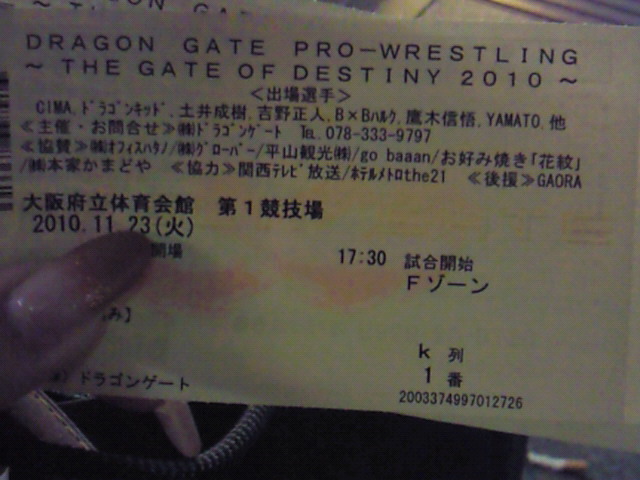 DRAGON GATE PRO-WRESTLING
~ THE GATE OF DESTINY 2010 ~
<出場選手>
CIMA, ﾄﾞﾗｺﾞﾝｷｯﾄﾞ, 土井成樹, 吉野正人, B×Bﾊﾙｸ, 鷹木信悟, YAMATO, 他
≪主催・お問合せ≫㈱ﾄﾞﾗｺﾞﾝｹﾞｰﾄ ℡078-333-9797
≪協賛≫㈱ｵﾌｨｽﾊﾀﾉ/㈱ｸﾞﾛｰﾊﾞｰ/平山観光㈱/go baaan/お好み焼き「花紋」
/㈱本家かまどや ≪協力≫関西ﾃﾚﾋﾞ放送/ﾎﾃﾙﾒﾄﾛthe21 ≪後援≫GAORA
大阪府立体育会館 第1競技場
2010.11.23(火)
開場 17:30 試合開始
Fゾーン
み】
k 列
1 番
ドラゴンゲート
2003374997012726